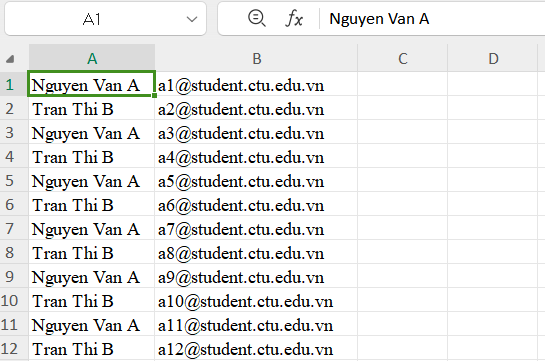 A1 fx Nguyen Van A
A B C D
1 Nguyen Van A a1@student.ctu.edu.vn
2 Tran Thi B a2@student.ctu.edu.vn
3 Nguyen Van A a3@student.ctu.edu.vn
4 Tran Thi B a4@student.ctu.edu.vn
5 Nguyen Van A a5@student.ctu.edu.vn
6 Tran Thi B a6@student.ctu.edu.vn
7 Nguyen Van A a7@student.ctu.edu.vn
8 Tran Thi B a8@student.ctu.edu.vn
9 Nguyen Van A a9@student.ctu.edu.vn
10 Tran Thi B a10@student.ctu.edu.vn
11 Nguyen Van A a11@student.ctu.edu.vn
12 Tran Thi B a12@student.ctu.edu.vn